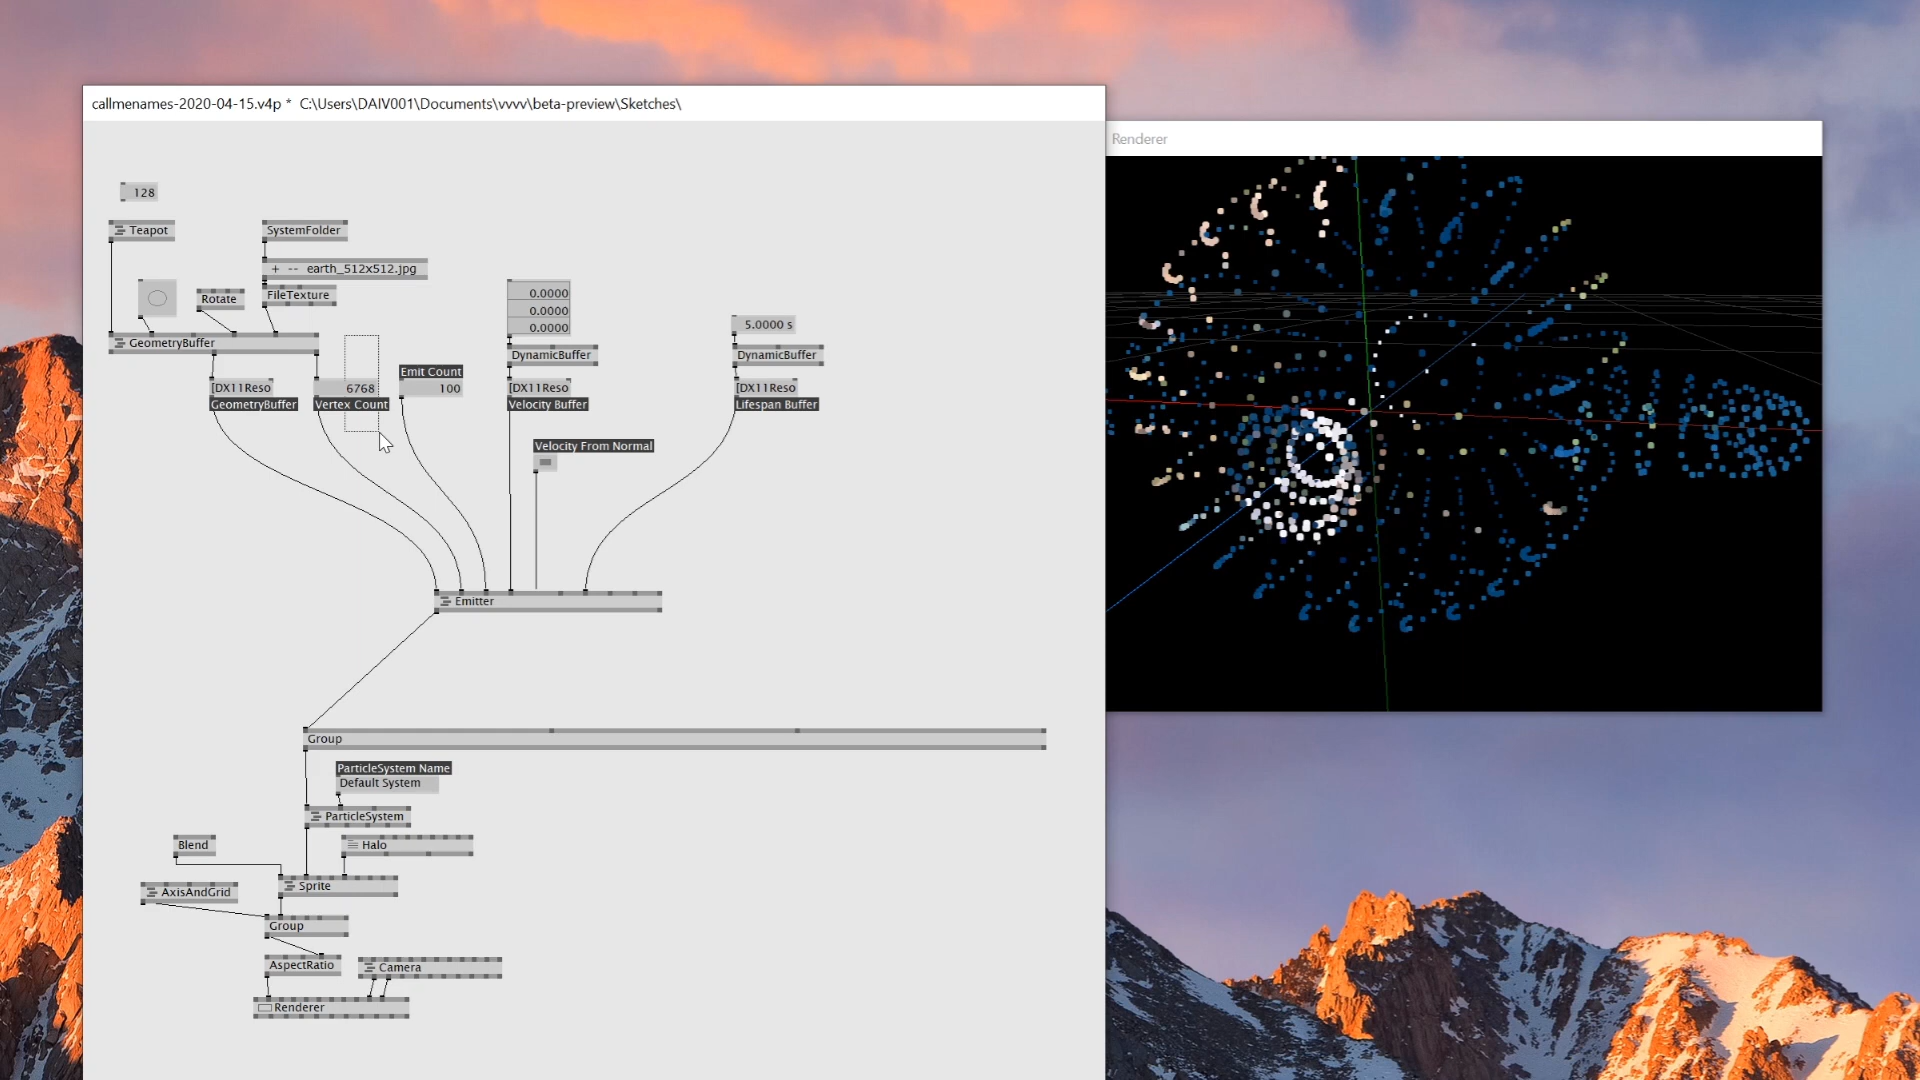 callmenames-2020-04-15.v4p *  C:\Users\DAIV001\Documents\vvvv\beta-preview\Sketches\
Renderer
128
Teapot
SystemFolder
+ -- earth_512x512.jpg
Rotate
FileTexture
0.0000
0.0000
0.0000
5.0000 s
GeometryBuffer
DynamicBuffer
DynamicBuffer
Emit Count
[DX11Reso
6768
100
[DX11Reso
[DX11Reso
GeometryBuffer
Vertex Count
Velocity Buffer
Lifespan Buffer
Velocity From Normal
Emitter
Group
ParticleSystem Name
Default System
ParticleSystem
Blend
Halo
Sprite
AxisAndGrid
Group
AspectRatio
Camera
Renderer